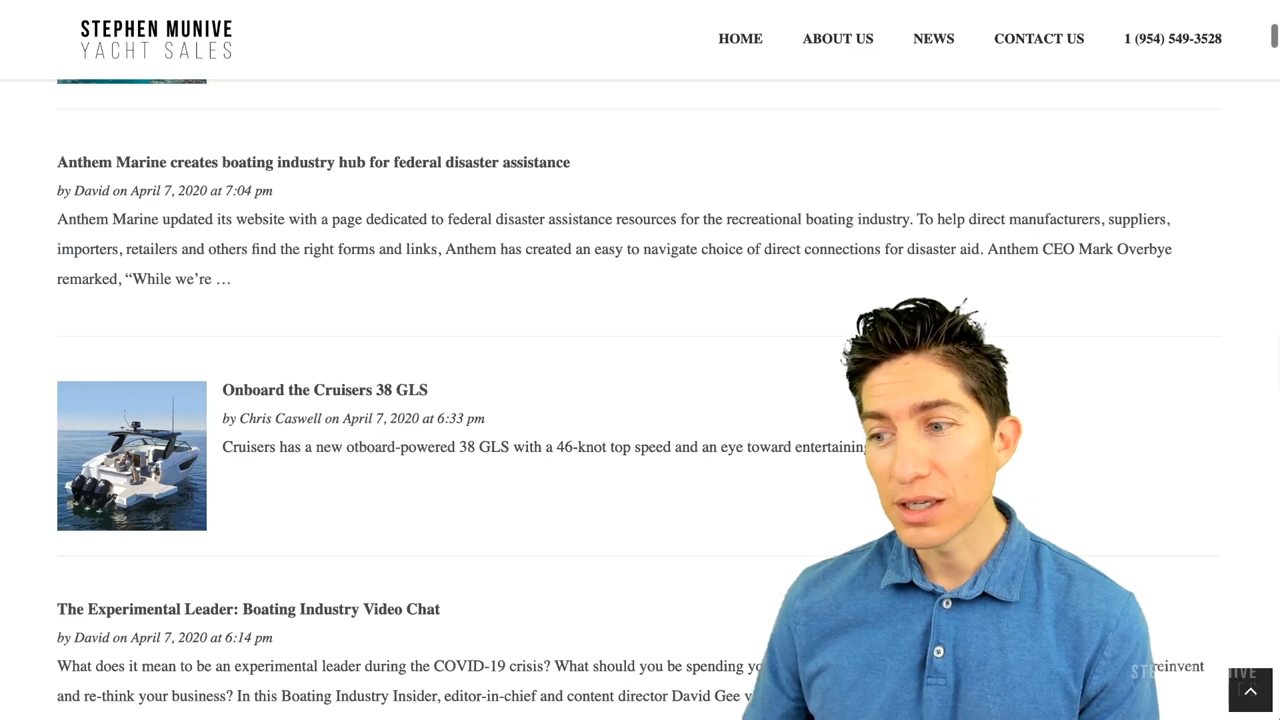 STEPHEN MUNIVE
YACHT SALES
HOME ABOUT US NEWS CONTACT US 1 (954) 549-3528
Anthem Marine creates boating industry hub for federal disaster assistance
by David on April 7, 2020 at 7:04 pm
Anthem Marine updated its website with a page dedicated to federal disaster assistance resources for the recreational boating industry. To help direct manufacturers, suppliers,
importers, retailers and others find the right forms and links, Anthem has created an easy to navigate choice of direct connections for disaster aid. Anthem CEO Mark Overbye
remarked, “While we’re …
Onboard the Cruisers 38 GLS
by Chris Caswell on April 7, 2020 at 6:33 pm
Cruisers has a new otboard-powered 38 GLS with a 46-knot top speed and an eye toward entertaining
The Experimental Leader: Boating Industry Video Chat
by David on April 7, 2020 at 6:14 pm
What does it mean to be an experimental leader during the COVID-19 crisis? What should you be spending reinvent
and re-think your business? In this Boating Industry Insider, editor-in-chief and content director David Gee